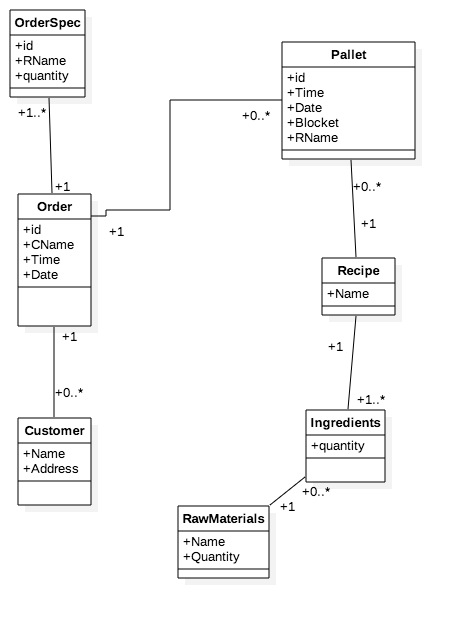 OrderSpec
+id
+RName
+quantity
+1..*
+1
Order
+id
+CName
+Time
+Date
+1
+0..*
Pallet
+id
+Time
+Date
+Blocket
+RName
+0..*
+1
Recipe
+Name
+1
+1..*
Ingredients
+quantity
+0..*
+1
RawMaterials
+Name
+Quantity
+1
+0..*
Customer
+Name
+Address